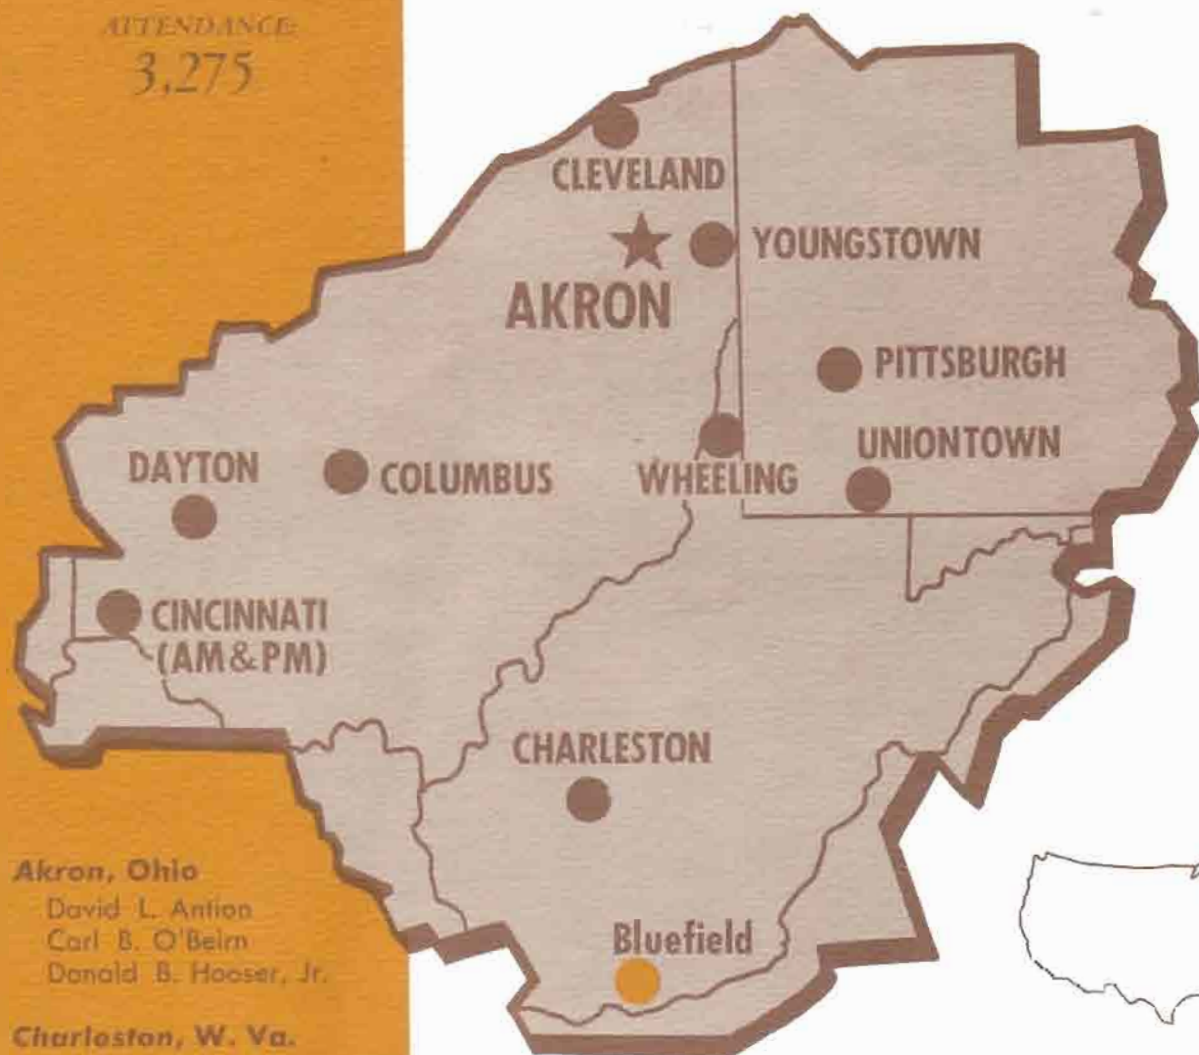 ATTENDANCE:
3,275
CLEVELAND
YOUNGSTOWN
AKRON
PITTSBURGH
UNIONTOWN
DAYTON
COLUMBUS
WHEELING
CINCINNATI
(AM&PM)
CHARLESTON
Bluefield
Akron, Ohio
David L. Antion
Carl B. O'Beirn
Donald B. Hooser, Jr.
Charleston, W. Va.